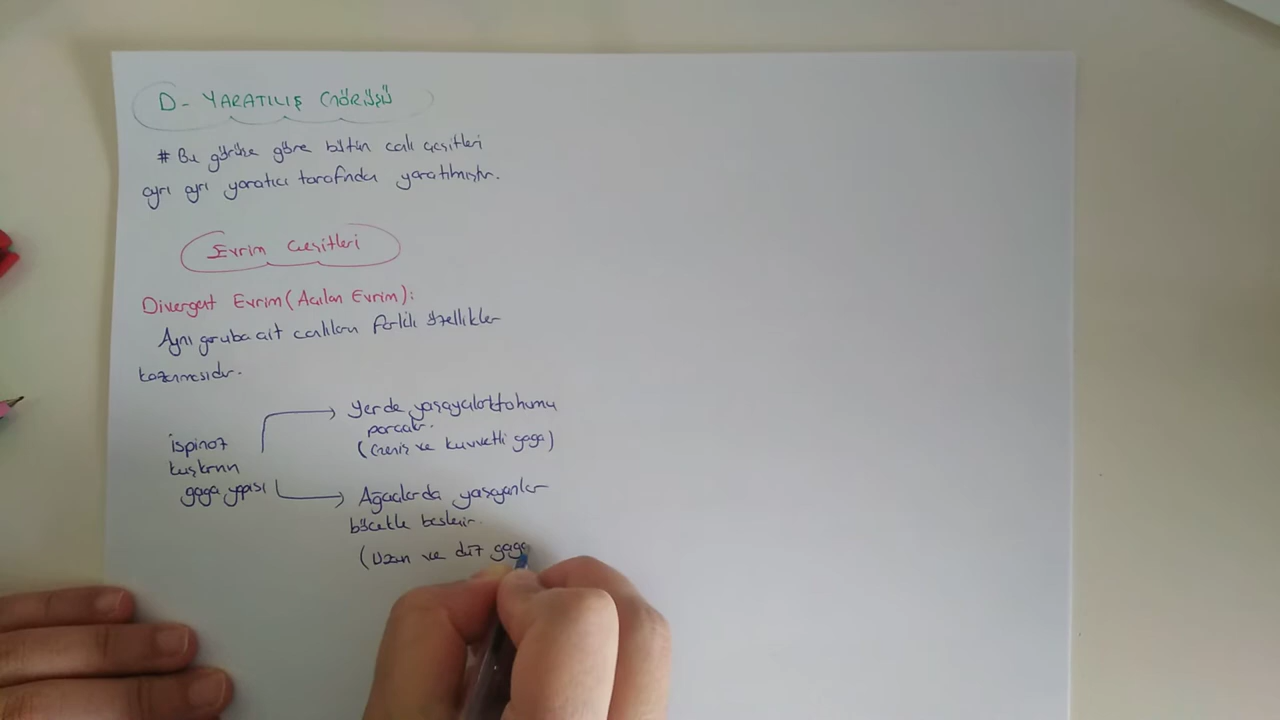 D- YARATILIŞ GÖRÜŞÜ
# Bu görüşe göre bütün canlı çeşitleri
ayrı ayrı yaratıcı tarafından yaratılmıştır.
Evrim Çeşitleri
Divergent Evrim (Açılan Evrim):
Aynı gruba ait canlıların farklı özellikler
kazanmasıdır.
ispinoz
kuşlarının
gaga yapısı
Yerde yaşayanlar tohumu
parçalar.
(Geniş ve kuvvetli gaga)
Ağaçlarda yaşayanlar
böcekle beslenir.
(Uzun ve düz gaga